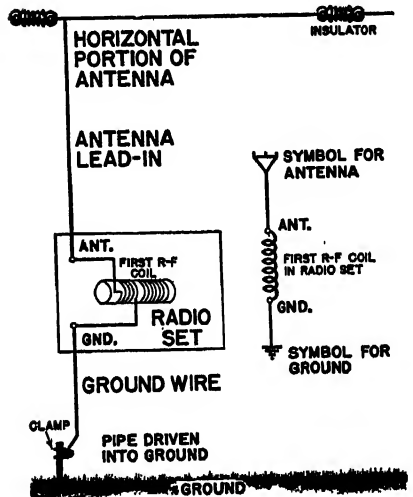 INSULATOR
HORIZONTAL
PORTION OF
ANTENNA
ANTENNA
LEAD-IN
SYMBOL FOR
ANTENNA
ANT.
FIRST R-F
COIL
RADIO
SET
GND.
ANT.
FIRST R-F COIL
IN RADIO SET
GND.
SYMBOL FOR
GROUND
GROUND WIRE
CLAMP
PIPE DRIVEN
INTO GROUND
GROUND